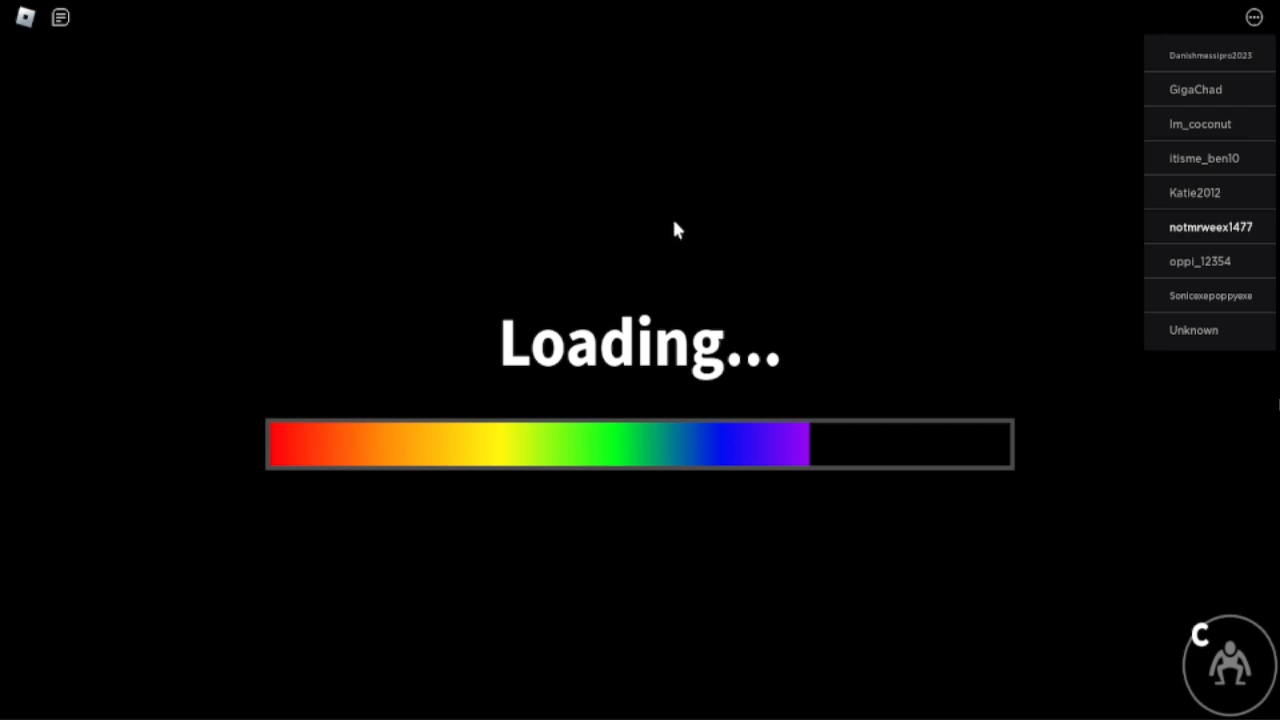 Danishmessipro2023
GigaChad
Im_coconut
itisme_ben10
Katie2012
notmrweex1477
oppi_12354
Sonicexepoppyexe
Unknown
Loading...
C